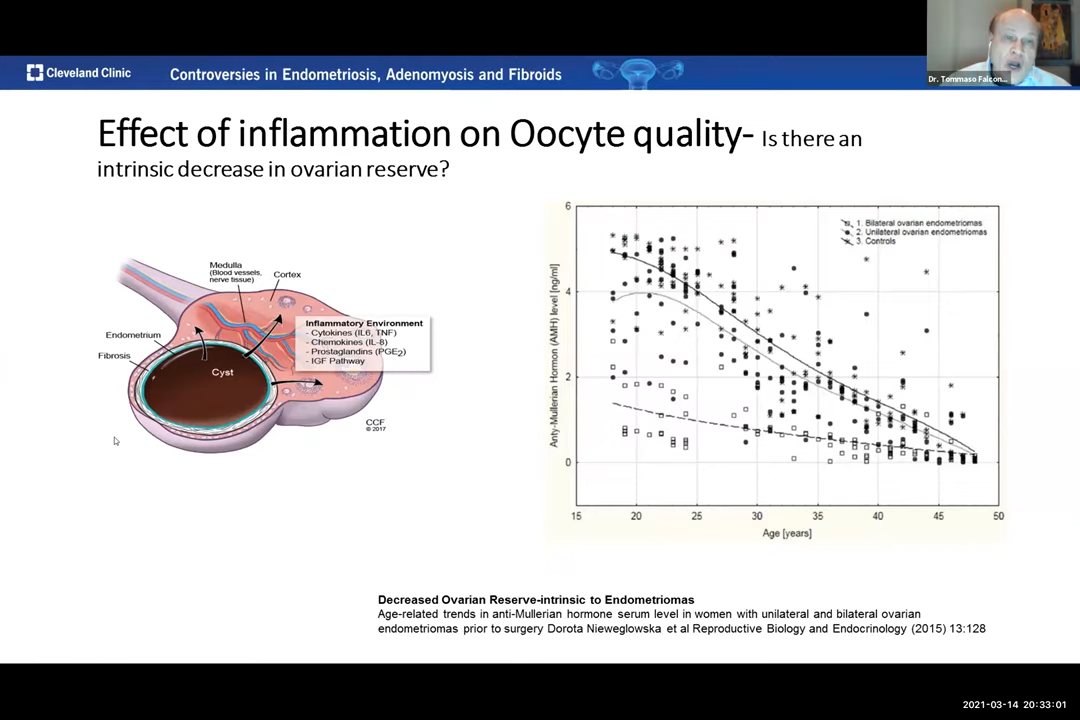 Cleveland Clinic
Controversies in Endometriosis, Adenomyosis and Fibroids
Dr. Tommaso Falcon...
Effect of inflammation on Oocyte quality- Is there an
intrinsic decrease in ovarian reserve?
Medulla
(Blood vessels,
nerve tissue)
Cortex
Endometrium
Fibrosis
Cyst
Inflammatory Environment
- Cytokines (IL6, TNF)
- Chemokines (IL-8)
- Prostaglandins (PGE2)
- IGF Pathway
CCF
© 2017
Anty-Mullerian Hormon (AMH) level [ng/ml]
6
4
2
0
1. Bilateral ovarian endometriomas
2. Unilateral ovarian endometriomas
3. Controls
15 20 25 30 35 40 45 50
Age [years]
Decreased Ovarian Reserve-intrinsic to Endometriomas
Age-related trends in anti-Mullerian hormone serum level in women with unilateral and bilateral ovarian
endometriomas prior to surgery Dorota Nieweglowska et al Reproductive Biology and Endocrinology (2015) 13:128
2021-03-14 20:33:01